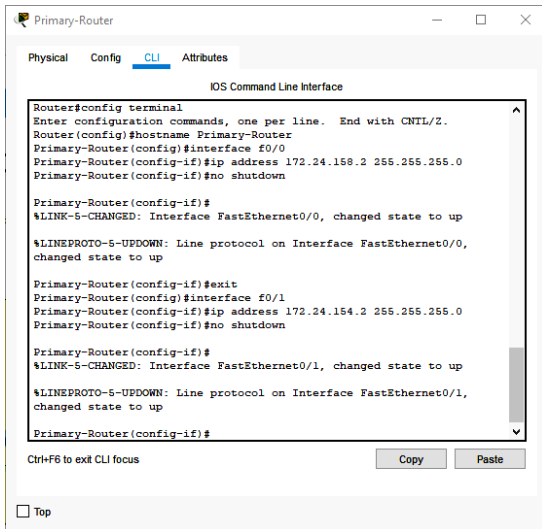 Primary-Router
Physical Config CLI Attributes
IOS Command Line Interface
Router#config terminal
Enter configuration commands, one per line.  End with CNTL/Z.
Router(config)#hostname Primary-Router
Primary-Router(config)#interface f0/0
Primary-Router(config-if)#ip address 172.24.158.2 255.255.255.0
Primary-Router(config-if)#no shutdown
Primary-Router(config-if)#
%LINK-5-CHANGED: Interface FastEthernet0/0, changed state to up
%LINEPROTO-5-UPDOWN: Line protocol on Interface FastEthernet0/0,
changed state to up
Primary-Router(config-if)#exit
Primary-Router(config)#interface f0/1
Primary-Router(config-if)#ip address 172.24.154.2 255.255.255.0
Primary-Router(config-if)#no shutdown
Primary-Router(config-if)#
%LINK-5-CHANGED: Interface FastEthernet0/1, changed state to up
%LINEPROTO-5-UPDOWN: Line protocol on Interface FastEthernet0/1,
changed state to up
Primary-Router(config-if)#
Ctrl+F6 to exit CLI focus Copy Paste
Top